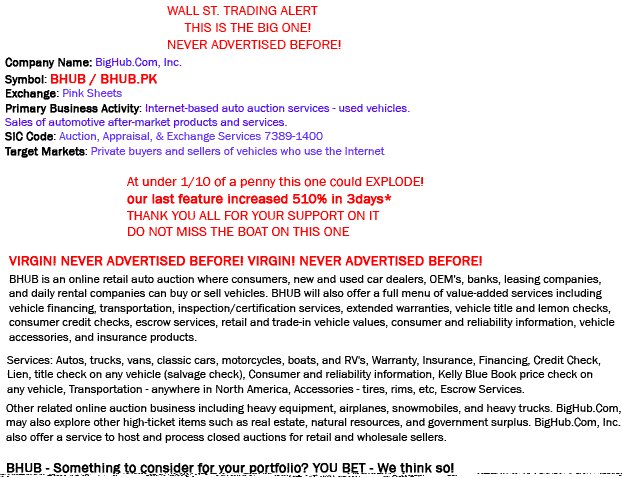 WALL ST. TRADING ALERT
THIS IS THE BIG ONE!
NEVER ADVERTISED BEFORE!
Company Name: BigHub.Com, Inc.
Symbol: BHUB / BHUB.PK
Exchange: Pink Sheets
Primary Business Activity: Internet-based auto auction services - used vehicles.
Sales of automotive after-market products and services.
SIC Code: Auction, Appraisal, & Exchange Services 7389-1400
Target Markets: Private buyers and sellers of vehicles who use the Internet
At under 1/10 of a penny this one could EXPLODE!
our last feature increased 510% in 3days*
THANK YOU ALL FOR YOUR SUPPORT ON IT
DO NOT MISS THE BOAT ON THIS ONE
VIRGIN! NEVER ADVERTISED BEFORE! VIRGIN! NEVER ADVERTISED BEFORE!
BHUB is an online retail auto auction where consumers, new and used car dealers, OEM's, banks, leasing companies,
and daily rental companies can buy or sell vehicles. BHUB will also offer a full menu of value-added services including
vehicle financing, transportation, inspection/certification services, extended warranties, vehicle title and lemon checks,
consumer credit checks, escrow services, retail and trade-in vehicle values, consumer and reliability information, vehicle
accessories, and insurance products.
Services: Autos, trucks, vans, classic cars, motorcycles, boats, and RV's, Warranty, Insurance, Financing, Credit Check,
Lien, title check on any vehicle (salvage check), Consumer and reliability information, Kelly Blue Book price check on
any vehicle, Transportation - anywhere in North America, Accessories - tires, rims, etc, Escrow Services.
Other related online auction business including heavy equipment, airplanes, snowmobiles, and heavy trucks. BigHub.Com,
may also explore other high-ticket items such as real estate, natural resources, and government surplus. BigHub.Com, Inc.
also offer a service to host and process closed auctions for retail and wholesale sellers.
BHUB - Something to consider for your portfolio? YOU BET - We think so!